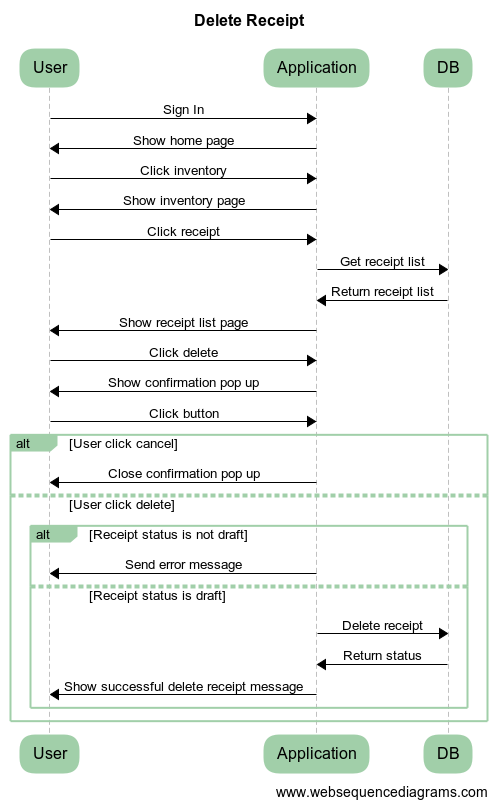 Delete Receipt
User Application DB
Sign In
Show home page
Click inventory
Show inventory page
Click receipt
Get receipt list
Return receipt list
Show receipt list page
Click delete
Show confirmation pop up
Click button
alt [User click cancel]
Close confirmation pop up
[User click delete]
alt [Receipt status is not draft]
Send error message
[Receipt status is draft]
Delete receipt
Return status
Show successful delete receipt message
User Application DB
www.websequencediagrams.com